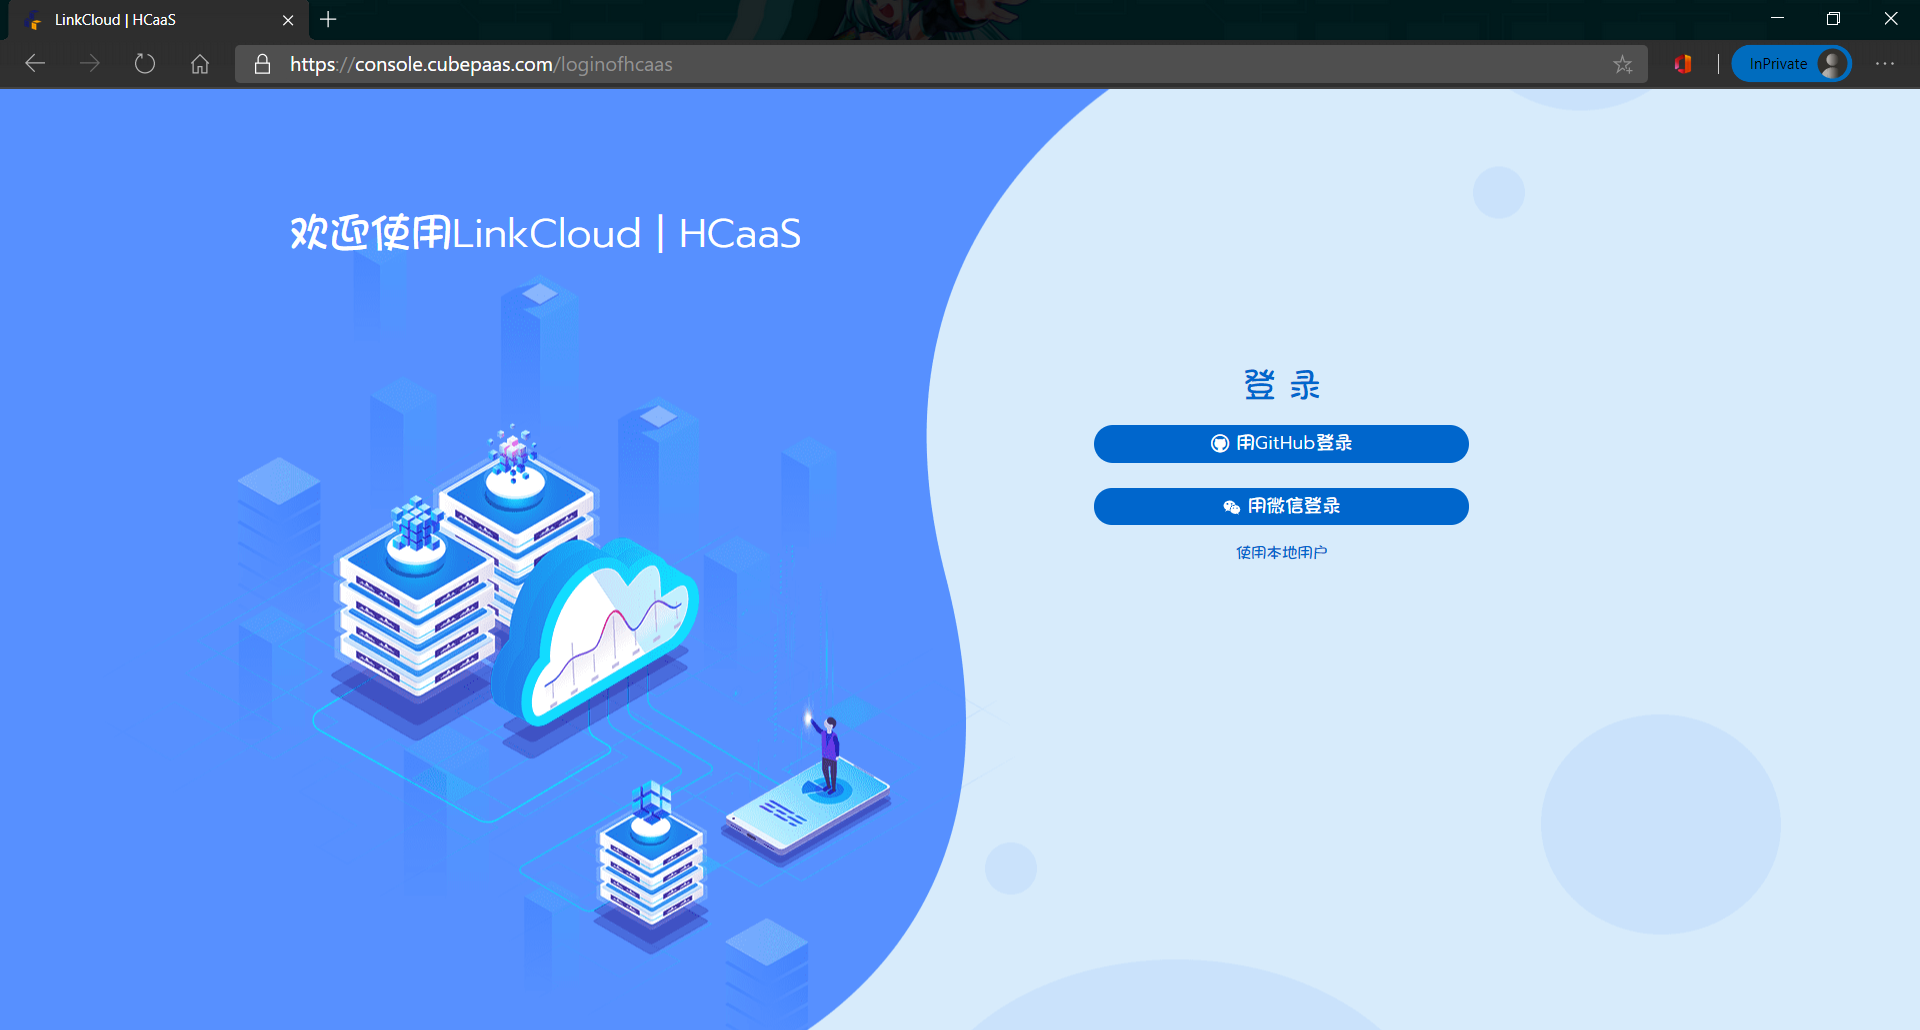 LinkCloud | HCaaS
https://console.cubepaas.com/loginofhcaas
InPrivate
欢迎使用LinkCloud | HCaaS
登 录
用GitHub登录
用微信登录
使用本地用户